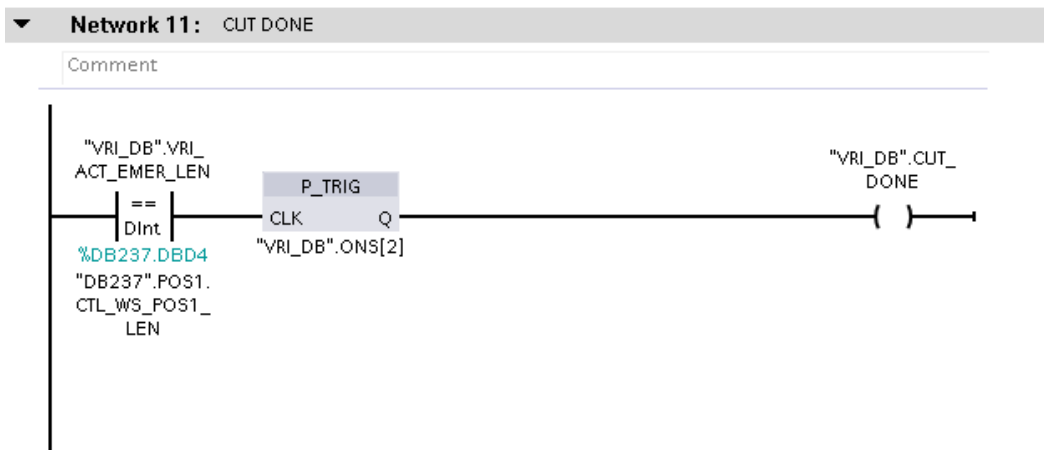 Network 11: CUT DONE
Comment
"VRI_DB".VRI_
ACT_EMER_LEN
==
DInt
%DB237.DBD4
"DB237".POS1.
CTL_WS_POS1_
LEN
P_TRIG
CLK Q
"VRI_DB".ONS[2]
"VRI_DB".CUT_
DONE